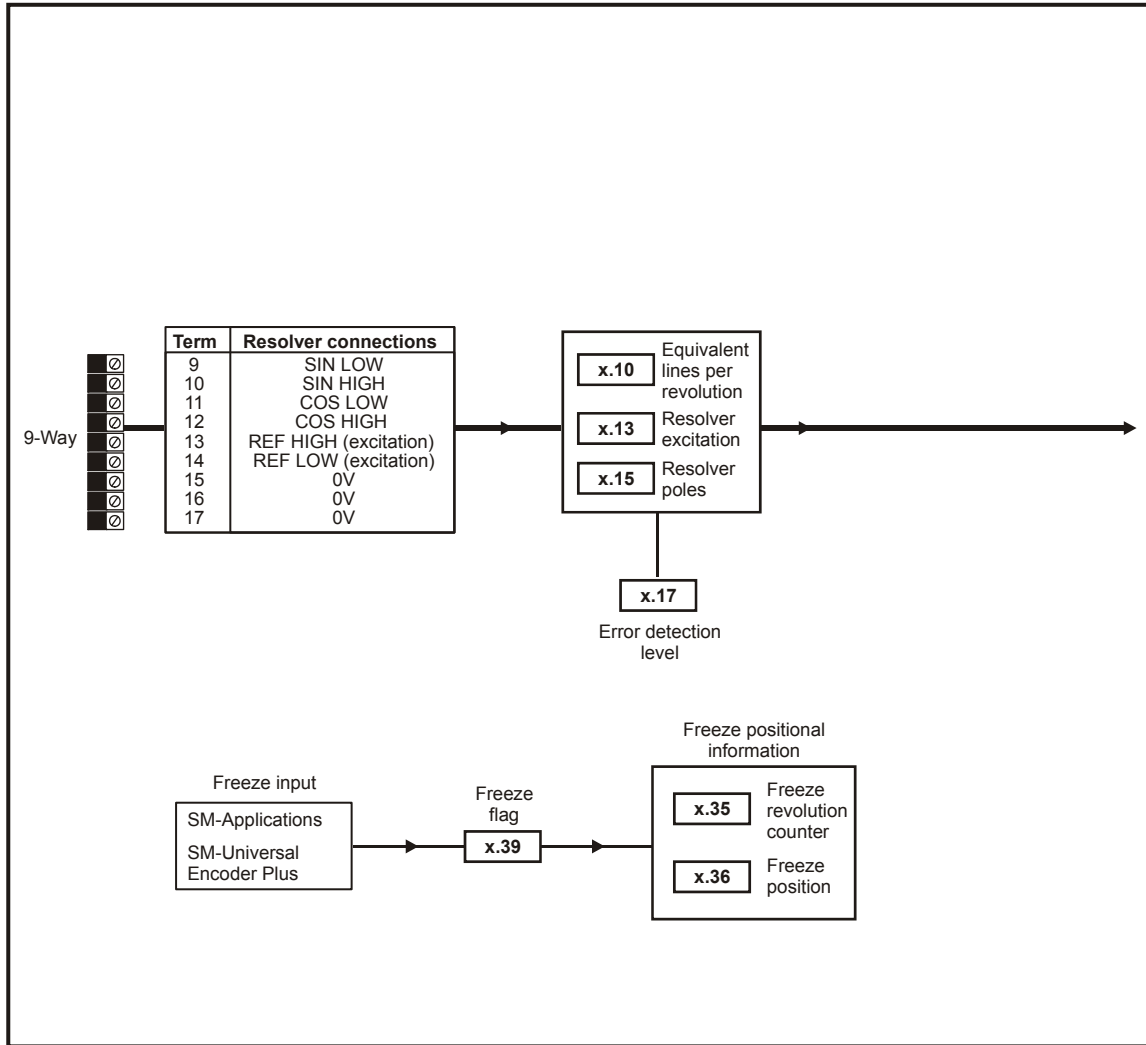 9-Way
Term Resolver connections
9 SIN LOW
10 SIN HIGH
11 COS LOW
12 COS HIGH
13 REF HIGH (excitation)
14 REF LOW (excitation)
15 0V
16 0V
17 0V
x.10 Equivalent
lines per
revolution
x.13 Resolver
excitation
x.15 Resolver
poles
x.17
Error detection
level
Freeze input
SM-Applications
SM-Universal
Encoder Plus
Freeze
flag
x.39
Freeze positional
information
x.35 Freeze
revolution
counter
x.36 Freeze
position